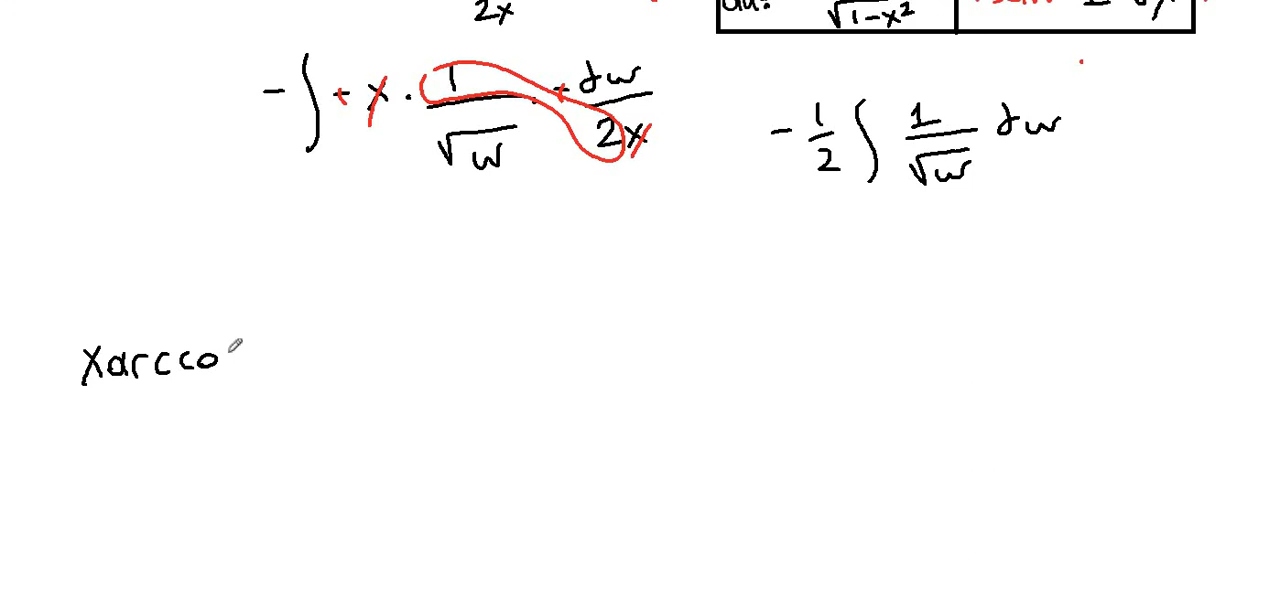 2x
√1-x²
- ∫ + x · 1/√w · + dw/2x
- 1/2 ∫ 1/√w dw
xarcco